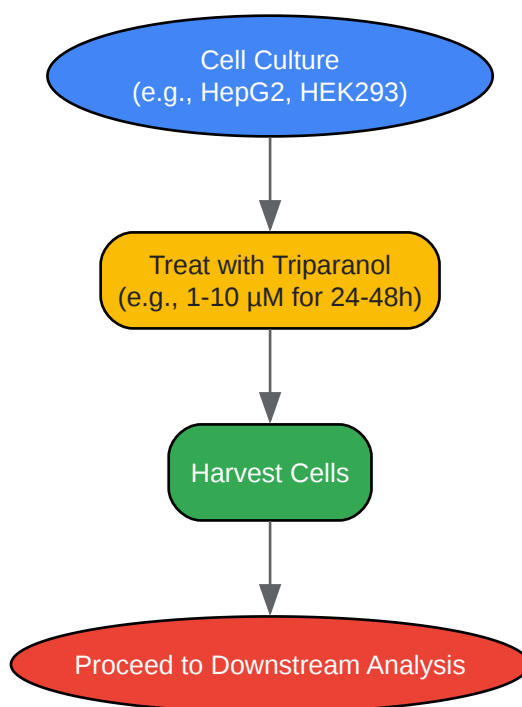 Cell Culture
(e.g., HepG2, HEK293)
Treat with Triparanol
(e.g., 1-10 µM for 24-48h)
Harvest Cells
Proceed to Downstream Analysis